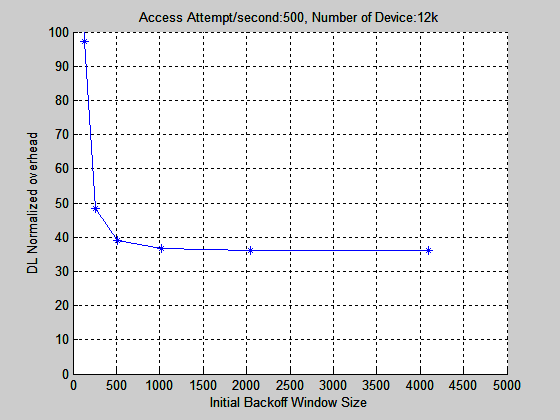 Access Attempt/second:500, Number of Device:12k
100
90
80
70
60
50
40
30
20
10
0
DL Normalized overhead
0 500 1000 1500 2000 2500 3000 3500 4000 4500 5000
Initial Backoff Window Size